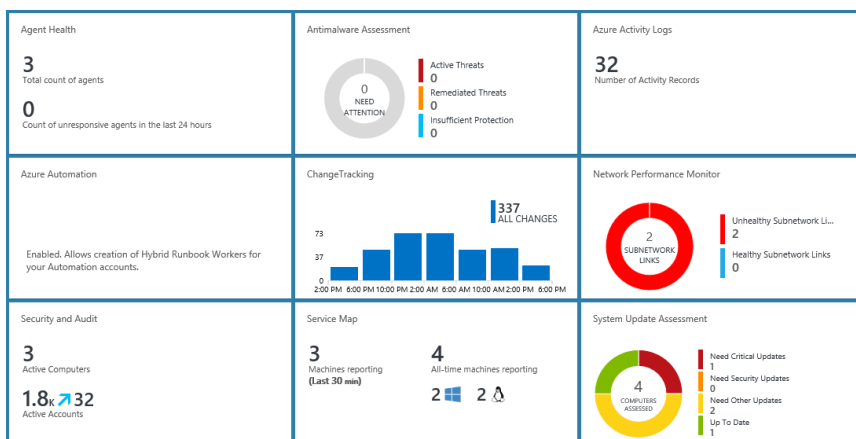 Agent Health
3
Total count of agents
0
Count of unresponsive agents in the last 24 hours
Antimalware Assessment
0
NEED
ATTENTION
Active Threats
0
Remediated Threats
0
Insufficient Protection
0
Azure Activity Logs
32
Number of Activity Records
Azure Automation
Enabled. Allows creation of Hybrid Runbook Workers for
your Automation accounts.
ChangeTracking
337
ALL CHANGES
73
37
0
2:00 PM 6:00 PM 10:00 PM 2:00 AM 6:00 AM 10:00 AM 2:00 PM 6:00 PM
Network Performance Monitor
2
SUBNETWORK
LINKS
Unhealthy Subnetwork Li...
2
Healthy Subnetwork Links
0
Security and Audit
3
Active Computers
1.8K 32
Active Accounts
Service Map
3
Machines reporting
(Last 30 min)
4
All-time machines reporting
2 2
System Update Assessment
4
COMPUTERS
ASSESSED
Need Critical Updates
1
Need Security Updates
0
Need Other Updates
2
Up To Date
1